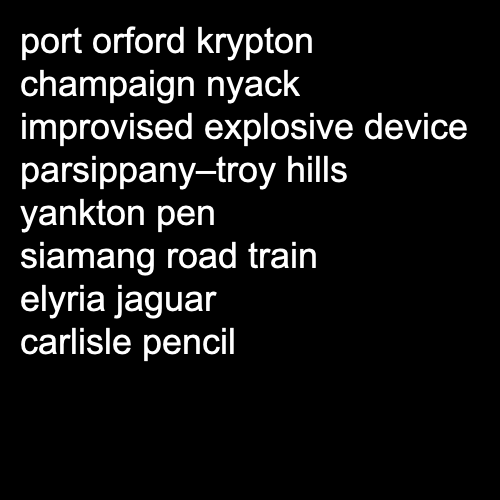 port orford krypton
champaign nyack
improvised explosive device
parsippany–troy hills
yankton pen
siamang road train
elyria jaguar
carlisle pencil